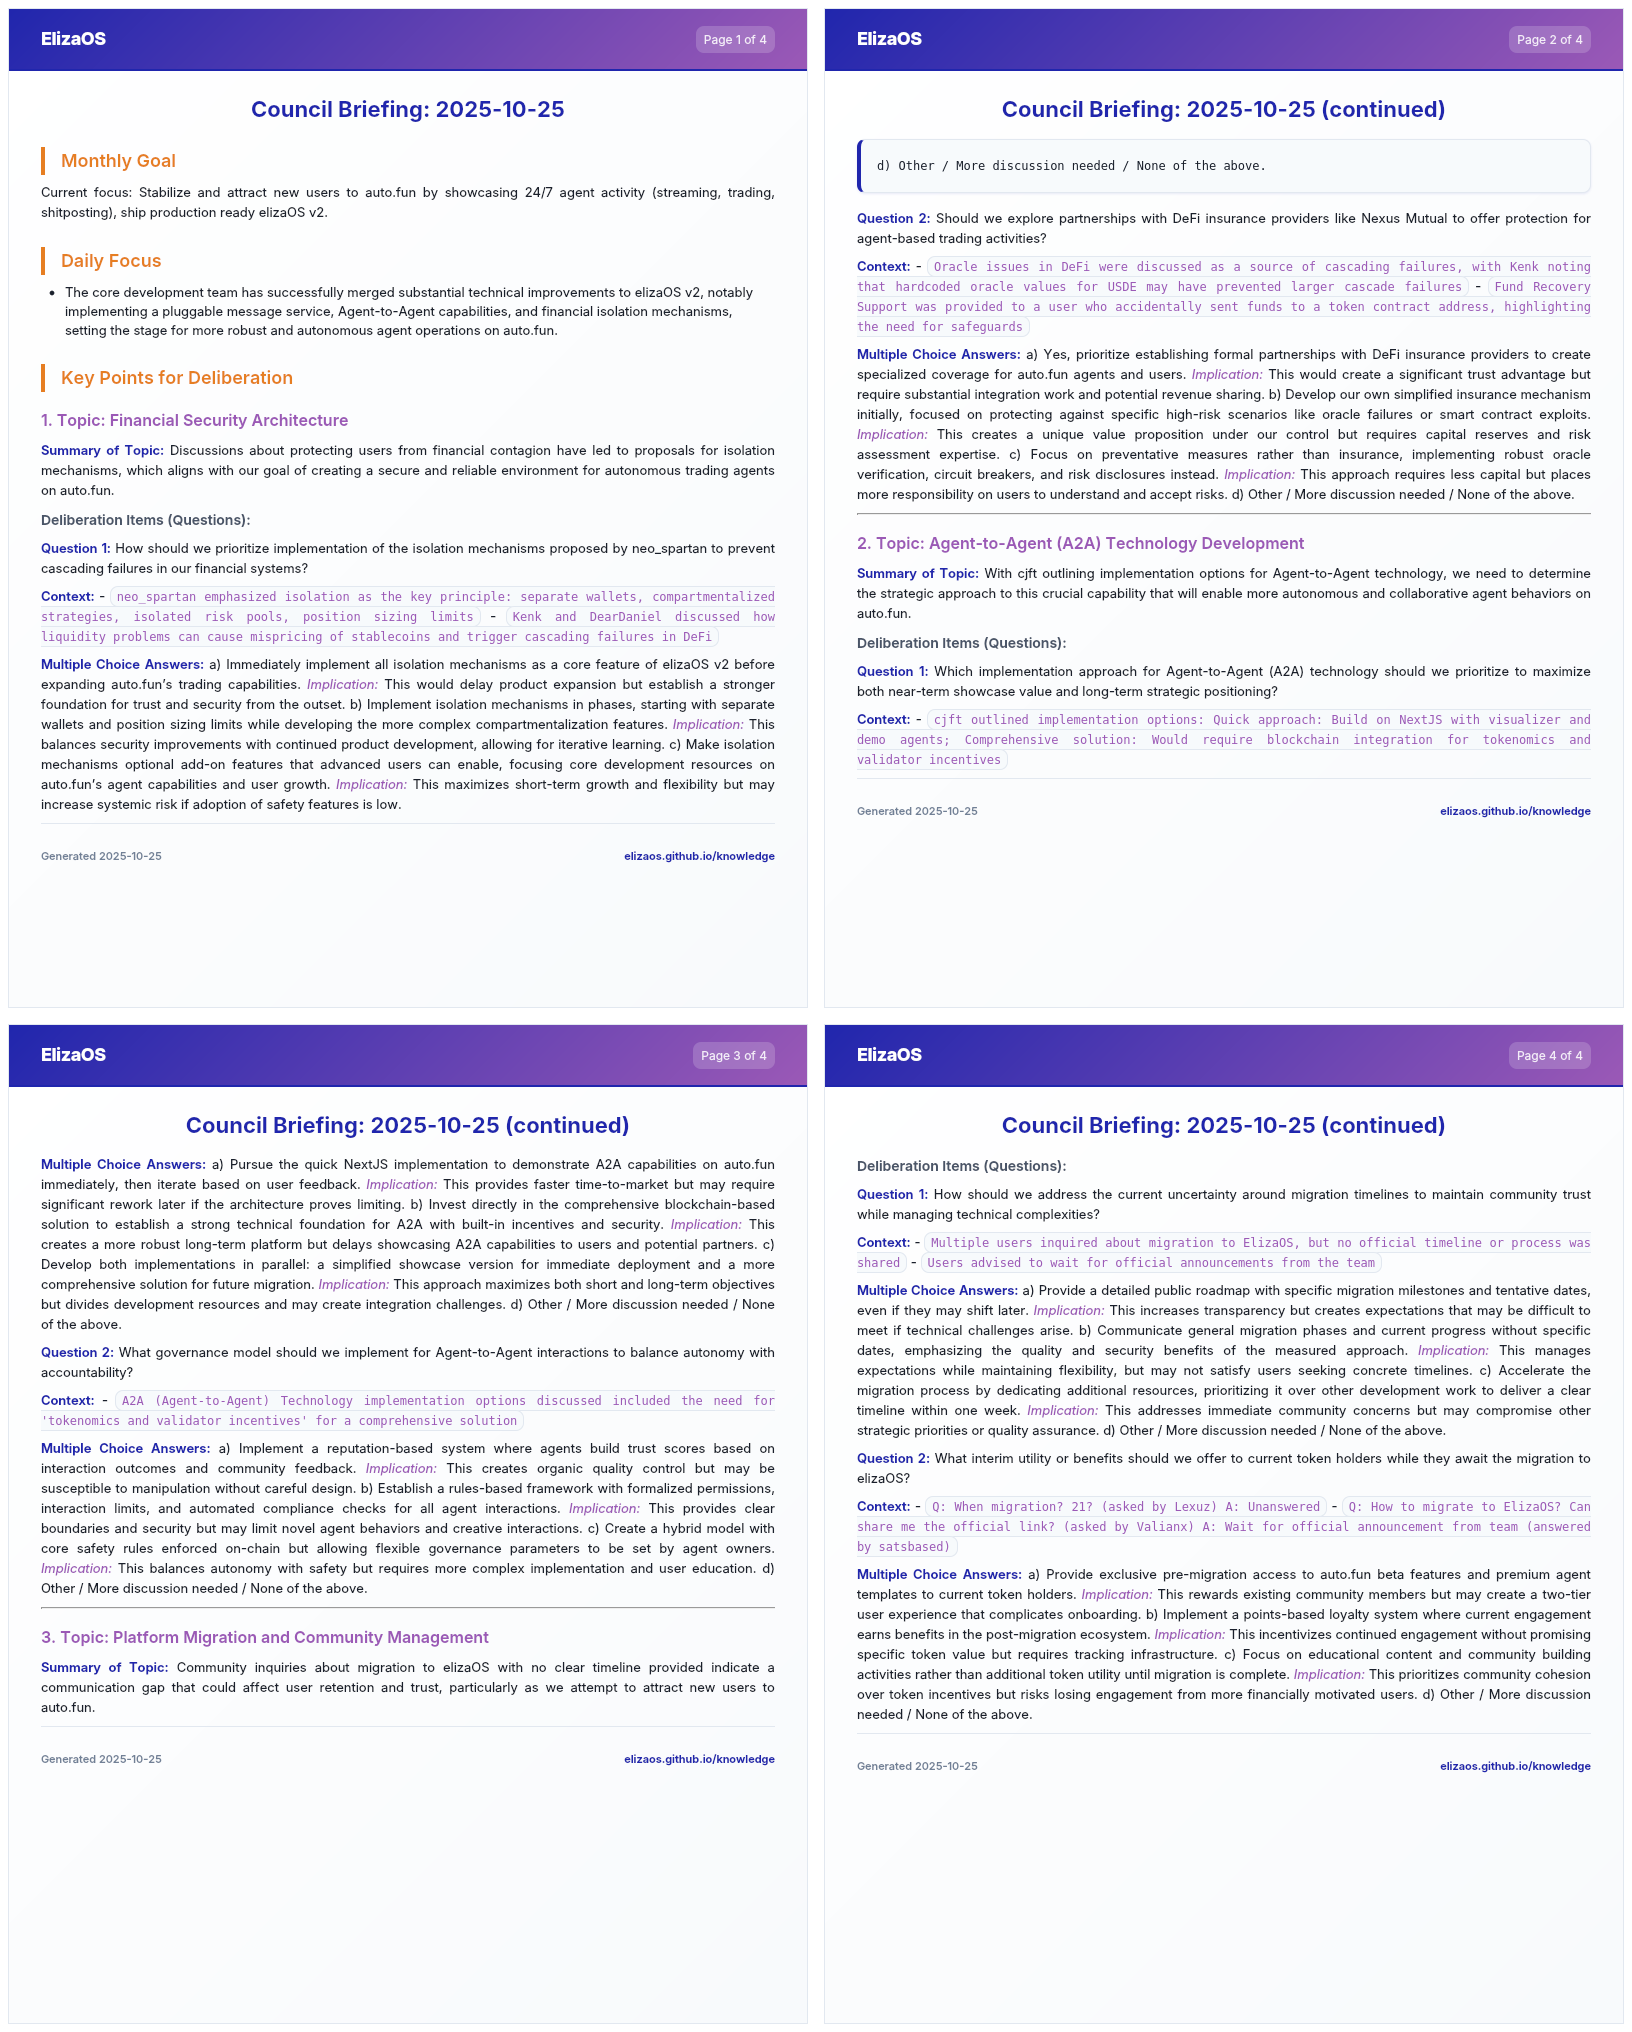 ElizaOS
Page 1 of 4
Council Briefing: 2025-10-25
Monthly Goal
Current focus: Stabilize and attract new users to auto.fun by showcasing 24/7 agent activity (streaming, trading,
shitposting), ship production ready elizaOS v2.
Daily Focus
• The core development team has successfully merged substantial technical improvements to elizaOS v2, notably
implementing a pluggable message service, Agent-to-Agent capabilities, and financial isolation mechanisms,
setting the stage for more robust and autonomous agent operations on auto.fun.
Key Points for Deliberation
1. Topic: Financial Security Architecture
Summary of Topic: Discussions about protecting users from financial contagion have led to proposals for isolation
mechanisms, which aligns with our goal of creating a secure and reliable environment for autonomous trading agents
on auto.fun.
Deliberation Items (Questions):
Question 1: How should we prioritize implementation of the isolation mechanisms proposed by neo_spartan to prevent
cascading failures in our financial systems?
Context: - neo_spartan emphasized isolation as the key principle: separate wallets, compartmentalized
strategies, isolated risk pools, position sizing limits - Kenk and DearDaniel discussed how
liquidity problems can cause mispricing of stablecoins and trigger cascading failures in DeFi
Multiple Choice Answers: a) Immediately implement all isolation mechanisms as a core feature of elizaOS v2 before
expanding auto.fun's trading capabilities. Implication: This would delay product expansion but establish a stronger
foundation for trust and security from the outset. b) Implement isolation mechanisms in phases, starting with separate
wallets and position sizing limits while developing the more complex compartmentalization features. Implication: This
balances security improvements with continued product development, allowing for iterative learning. c) Make isolation
mechanisms optional add-on features that advanced users can enable, focusing core development resources on
auto.fun's agent capabilities and user growth. Implication: This maximizes short-term growth and flexibility but may
increase systemic risk if adoption of safety features is low.
Generated 2025-10-25
elizaos.github.io/knowledge
ElizaOS
Page 2 of 4
Council Briefing: 2025-10-25 (continued)
d) Other / More discussion needed / None of the above.
Question 2: Should we explore partnerships with DeFi insurance providers like Nexus Mutual to offer protection for
agent-based trading activities?
Context: - Oracle issues in DeFi were discussed as a source of cascading failures, with Kenk noting
that hardcoded oracle values for USDE may have prevented larger cascade failures - Fund Recovery
Support was provided to a user who accidentally sent funds to a token contract address, highlighting
the need for safeguards
Multiple Choice Answers: a) Yes, prioritize establishing formal partnerships with DeFi insurance providers to create
specialized coverage for auto.fun agents and users. Implication: This would create a significant trust advantage but
require substantial integration work and potential revenue sharing. b) Develop our own simplified insurance mechanism
initially, focused on protecting against specific high-risk scenarios like oracle failures or smart contract exploits.
Implication: This creates a unique value proposition under our control but requires capital reserves and risk
assessment expertise. c) Focus on preventative measures rather than insurance, implementing robust oracle
verification, circuit breakers, and risk disclosures instead. Implication: This approach requires less capital but places
more responsibility on users to understand and accept risks. d) Other / More discussion needed / None of the above.
2. Topic: Agent-to-Agent (A2A) Technology Development
Summary of Topic: With cjft outlining implementation options for Agent-to-Agent technology, we need to determine
the strategic approach to this crucial capability that will enable more autonomous and collaborative agent behaviors on
auto.fun.
Deliberation Items (Questions):
Question 1: Which implementation approach for Agent-to-Agent (A2A) technology should we prioritize to maximize
both near-term showcase value and long-term strategic positioning?
Context: - cjft outlined implementation options: Quick approach: Build on NextJS with visualizer and
demo agents; Comprehensive solution: Would require blockchain integration for tokenomics and
validator incentives
Generated 2025-10-25
elizaos.github.io/knowledge
ElizaOS
Page 3 of 4
Council Briefing: 2025-10-25 (continued)
Multiple Choice Answers: a) Pursue the quick NextJS implementation to demonstrate A2A capabilities on auto.fun
immediately, then iterate based on user feedback. Implication: This provides faster time-to-market but may require
significant rework later if the architecture proves limiting. b) Invest directly in the comprehensive blockchain-based
solution to establish a strong technical foundation for A2A with built-in incentives and security. Implication: This
creates a more robust long-term platform but delays showcasing A2A capabilities to users and potential partners. c)
Develop both implementations in parallel: a simplified showcase version for immediate deployment and a more
comprehensive solution for future migration. Implication: This approach maximizes both short and long-term objectives
but divides development resources and may create integration challenges. d) Other / More discussion needed / None
of the above.
Question 2: What governance model should we implement for Agent-to-Agent interactions to balance autonomy with
accountability?
Context: - A2A (Agent-to-Agent) Technology implementation options discussed included the need for
'tokenomics and validator incentives' for a comprehensive solution
Multiple Choice Answers: a) Implement a reputation-based system where agents build trust scores based on
interaction outcomes and community feedback. Implication: This creates organic quality control but may be
susceptible to manipulation without careful design. b) Establish a rules-based framework with formalized permissions,
interaction limits, and automated compliance checks for all agent interactions. Implication: This provides clear
boundaries and security but may limit novel agent behaviors and creative interactions. c) Create a hybrid model with
core safety rules enforced on-chain but allowing flexible governance parameters to be set by agent owners.
Implication: This balances autonomy with safety but requires more complex implementation and user education. d)
Other / More discussion needed / None of the above.
3. Topic: Platform Migration and Community Management
Summary of Topic: Community inquiries about migration to elizaOS with no clear timeline provided indicate a
communication gap that could affect user retention and trust, particularly as we attempt to attract new users to
auto.fun.
Generated 2025-10-25
elizaos.github.io/knowledge
ElizaOS
Page 4 of 4
Council Briefing: 2025-10-25 (continued)
Deliberation Items (Questions):
Question 1: How should we address the current uncertainty around migration timelines to maintain community trust
while managing technical complexities?
Context: - Multiple users inquired about migration to ElizaOS, but no official timeline or process was
shared - Users advised to wait for official announcements from the team
Multiple Choice Answers: a) Provide a detailed public roadmap with specific migration milestones and tentative dates,
even if they may shift later. Implication: This increases transparency but creates expectations that may be difficult to
meet if technical challenges arise. b) Communicate general migration phases and current progress without specific
dates, emphasizing the quality and security benefits of the measured approach. Implication: This manages
expectations while maintaining flexibility, but may not satisfy users seeking concrete timelines. c) Accelerate the
migration process by dedicating additional resources, prioritizing it over other development work to deliver a clear
timeline within one week. Implication: This addresses immediate community concerns but may compromise other
strategic priorities or quality assurance. d) Other / More discussion needed / None of the above.
Question 2: What interim utility or benefits should we offer to current token holders while they await the migration to
elizaOS?
Context: - Q: When migration? 21? (asked by Lexuz) A: Unanswered - Q: How to migrate to ElizaOS? Can
share me the official link? (asked by Valianx) A: Wait for official announcement from team (answered
by satsbased)
Multiple Choice Answers: a) Provide exclusive pre-migration access to auto.fun beta features and premium agent
templates to current token holders. Implication: This rewards existing community members but may create a two-tier
user experience that complicates onboarding. b) Implement a points-based loyalty system where current engagement
earns benefits in the post-migration ecosystem. Implication: This incentivizes continued engagement without promising
specific token value but requires tracking infrastructure. c) Focus on educational content and community building
activities rather than additional token utility until migration is complete. Implication: This prioritizes community cohesion
over token incentives but risks losing engagement from more financially motivated users. d) Other / More discussion
needed / None of the above.
Generated 2025-10-25
elizaos.github.io/knowledge